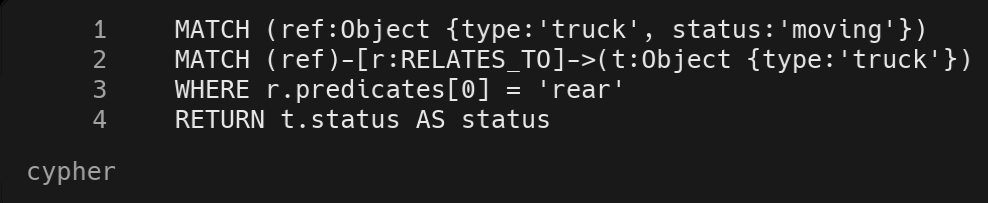 1 MATCH (ref:Object {type:'truck', status:'moving'})
2 MATCH (ref)-[r:RELATES_TO]->(t:Object {type:'truck'})
3 WHERE r.predicates[0] = 'rear'
4 RETURN t.status AS status
cypher